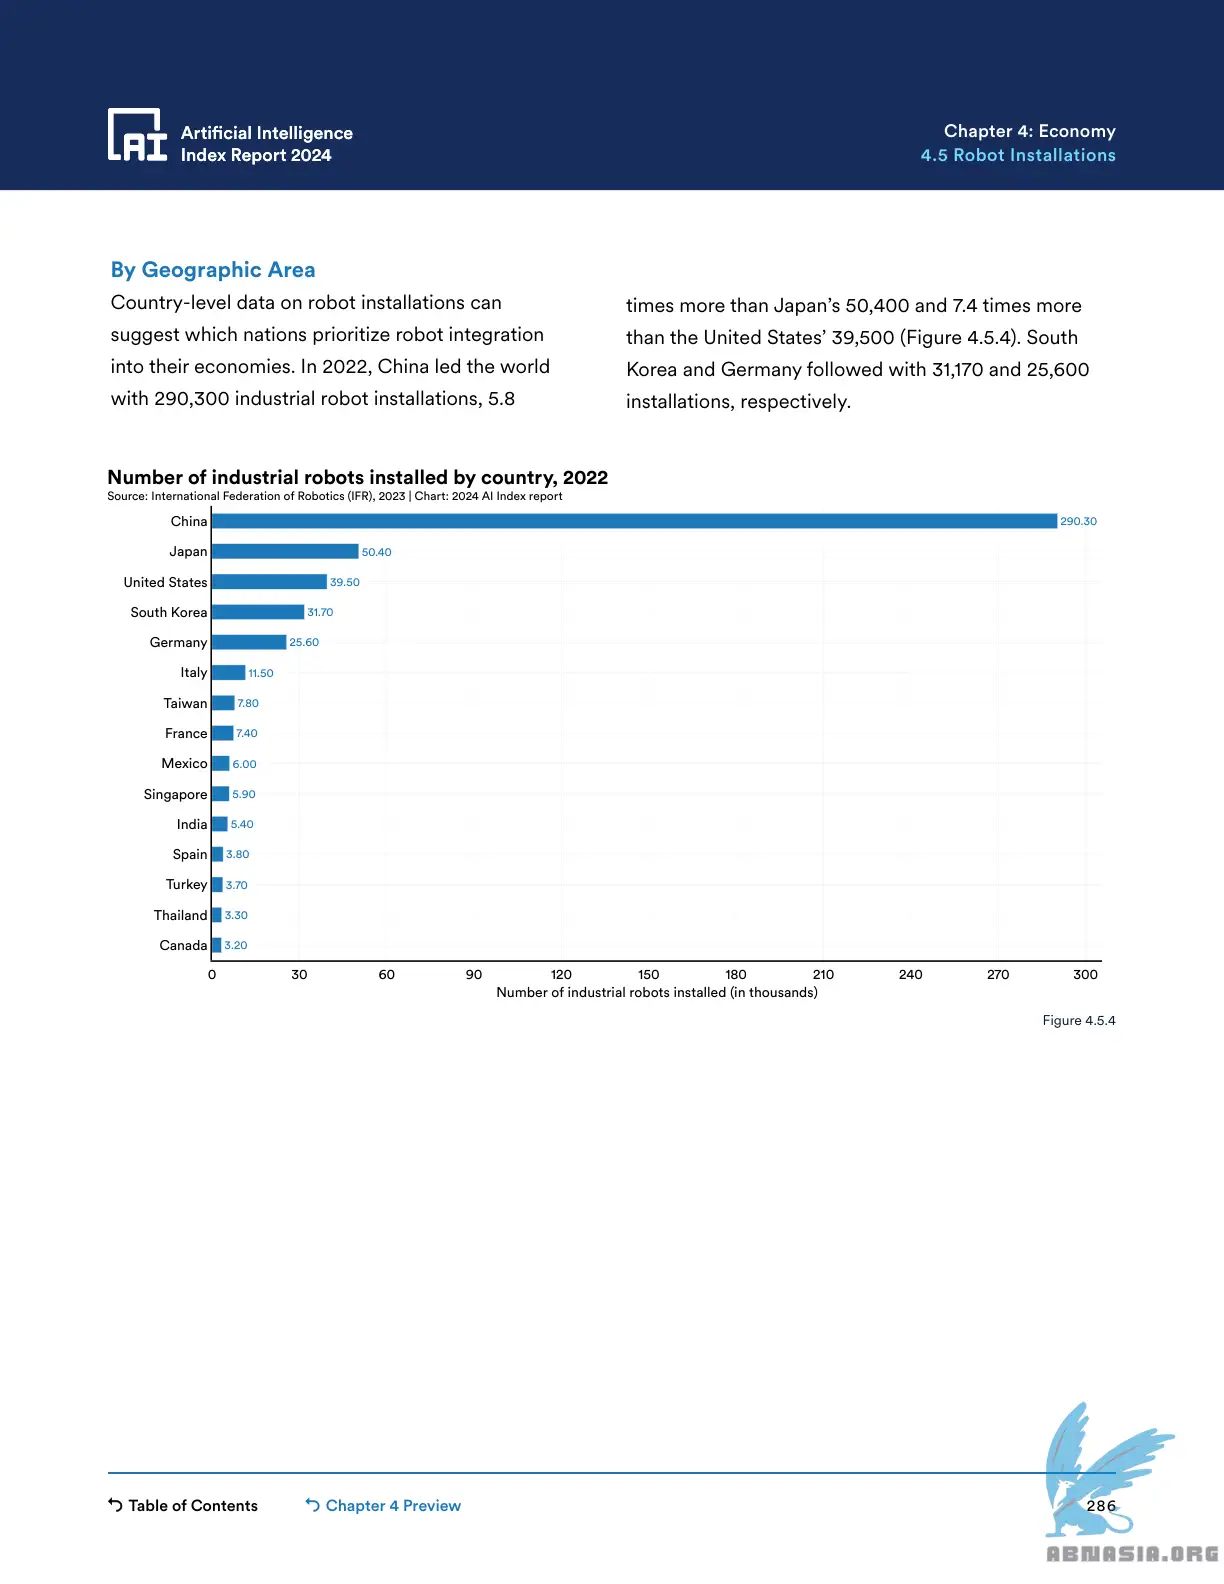 Artificial Intelligence
Index Report 2024
Chapter 4: Economy
4.5 Robot Installations
By Geographic Area
Country-level data on robot installations can
suggest which nations prioritize robot integration
into their economies. In 2022, China led the world
with 290,300 industrial robot installations, 5.8
times more than Japan’s 50,400 and 7.4 times more
than the United States’ 39,500 (Figure 4.5.4). South
Korea and Germany followed with 31,170 and 25,600
installations, respectively.
Number of industrial robots installed by country, 2022
Source: International Federation of Robotics (IFR), 2023 | Chart: 2024 AI Index report
China 290.30
Japan 50.40
United States 39.50
South Korea 31.70
Germany 25.60
Italy 11.50
Taiwan 7.80
France 7.40
Mexico 6.00
Singapore 5.90
India 5.40
Spain 3.80
Turkey 3.70
Thailand 3.30
Canada 3.20
0 30 60 90 120 150 180 210 240 270 300
Number of industrial robots installed (in thousands)
Figure 4.5.4
Table of Contents
Chapter 4 Preview
286
ABNASIA.ORG